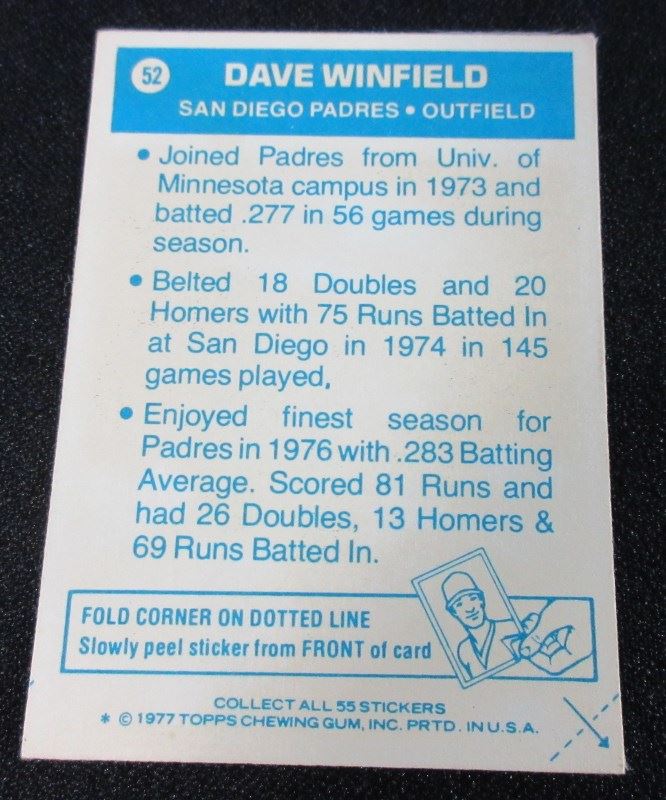 52
DAVE WINFIELD
SAN DIEGO PADRES • OUTFIELD
• Joined Padres from Univ. of
Minnesota campus in 1973 and
batted .277 in 56 games during
season.
• Belted 18 Doubles and 20
Homers with 75 Runs Batted In
at San Diego in 1974 in 145
games played,
• Enjoyed finest season for
Padres in 1976 with .283 Batting
Average. Scored 81 Runs and
had 26 Doubles, 13 Homers &
69 Runs Batted In.
FOLD CORNER ON DOTTED LINE
Slowly peel sticker from FRONT of card
COLLECT ALL 55 STICKERS
* © 1977 TOPPS CHEWING GUM, INC. PRTD. IN U.S.A.